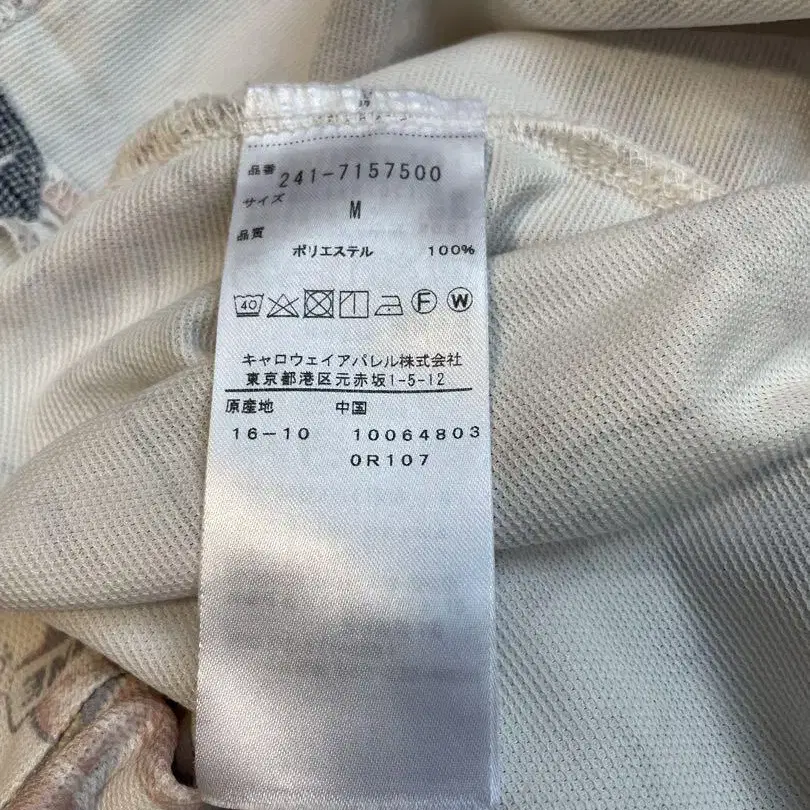 品番 241-7157500
サイズ M
品質
ポリエステル 100%
40 F W
キャロウェイアパレル株式会社
東京都港区元赤坂1-5-12
原産地 中国
16-10 10064803
0R107